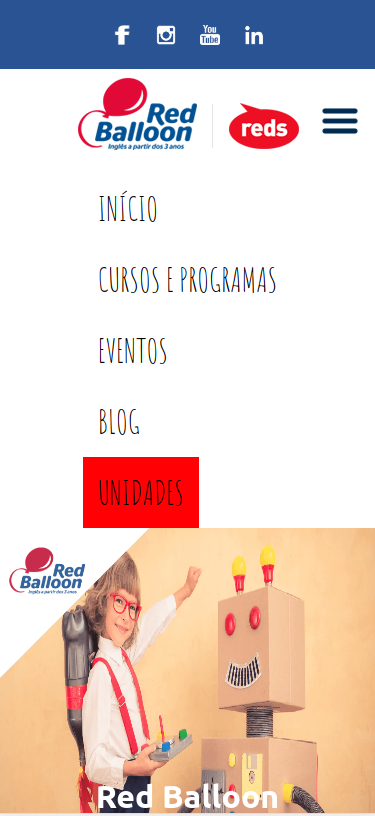 You
Tube
Red
Balloon
Inglês a partir dos 3 anos
reds
INÍCIO
CURSOS E PROGRAMAS
EVENTOS
BLOG
UNIDADES
Red
Balloon
Inglês a partir dos 3 anos
Red Balloon